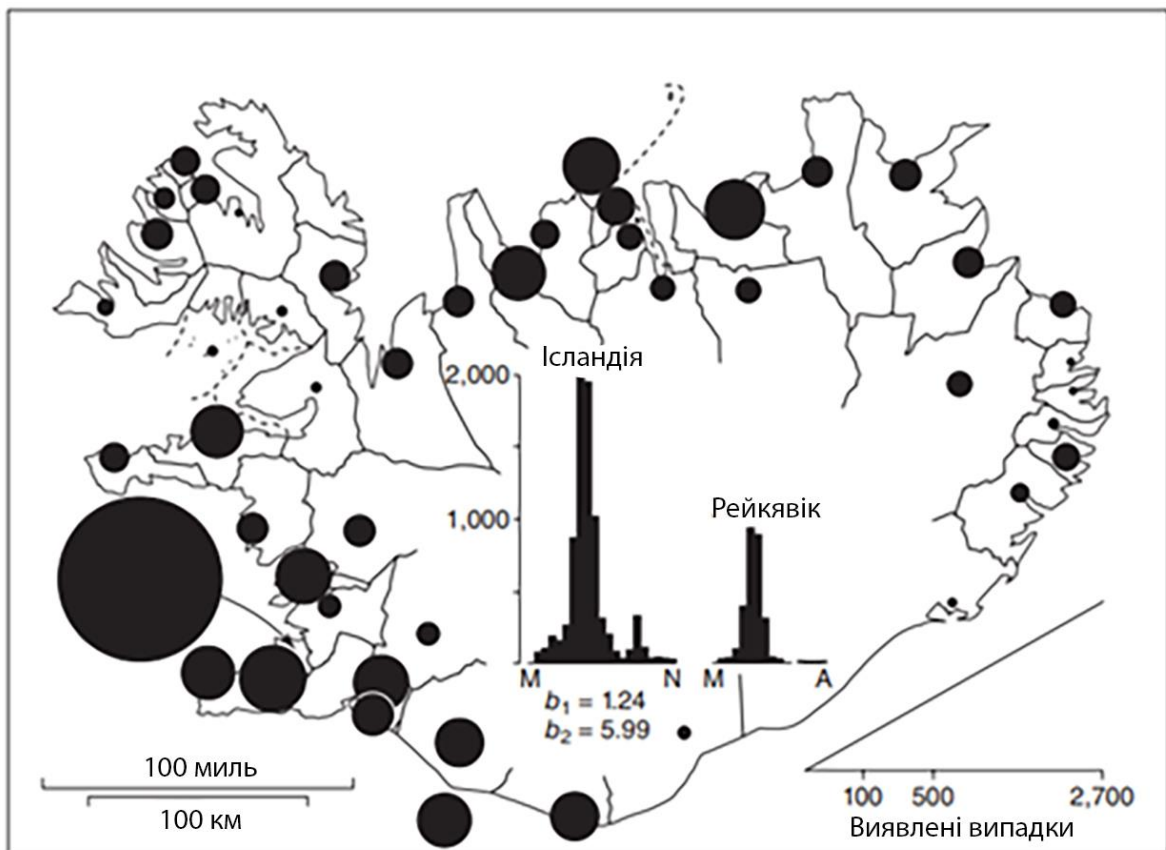 Ісландія
2,000
1,000
Рейкявік
M N M A
b₁ = 1.24
b₂ = 5.99
100 миль
100 км
100 500 2,700
Виявлені випадки